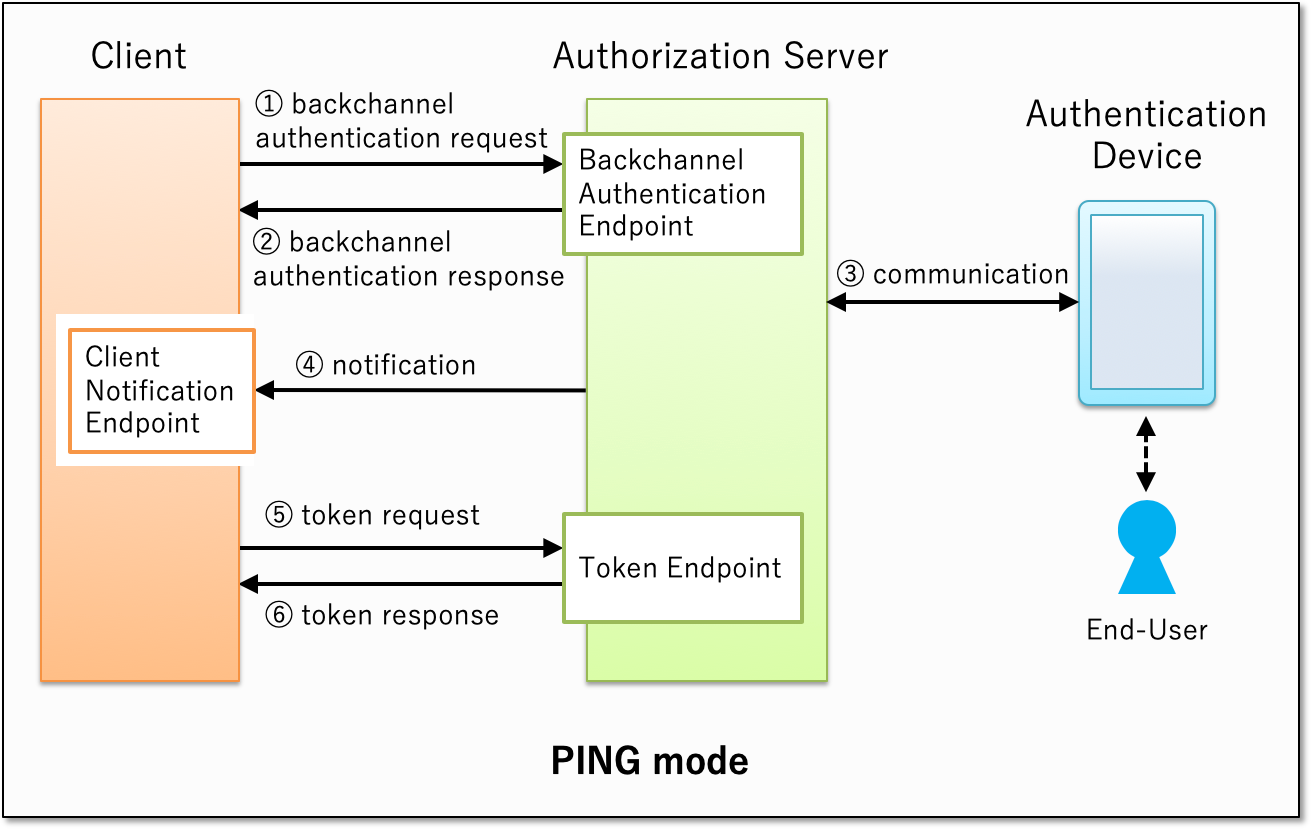 Client
Authorization Server
① backchannel
authentication request
Authentication
Device
Backchannel
Authentication
Endpoint
② backchannel
authentication response
③ communication
Client
Notification
Endpoint
④ notification
⑤ token request
Token Endpoint
⑥ token response
End-User
PING mode